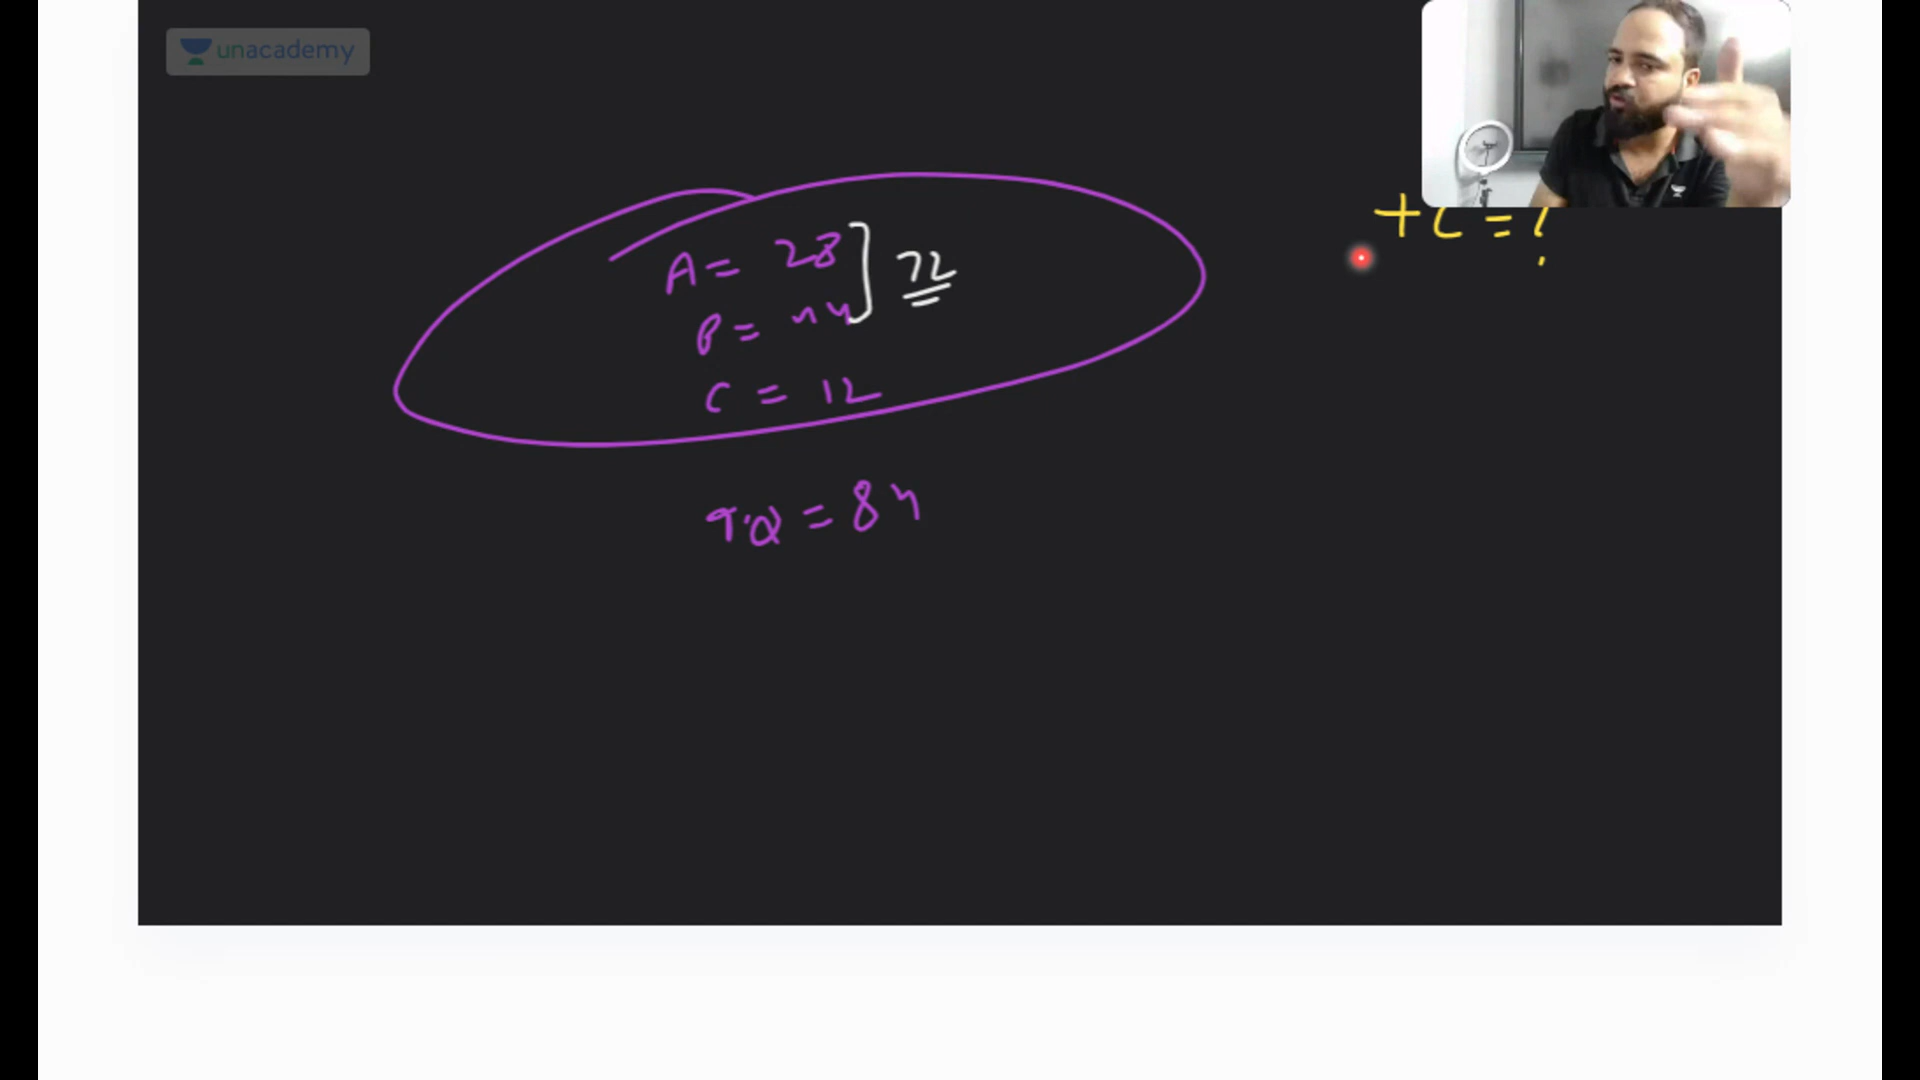 unacademy
+C = ?
A = 28
B = 44
72
C = 12
T.Q = 84